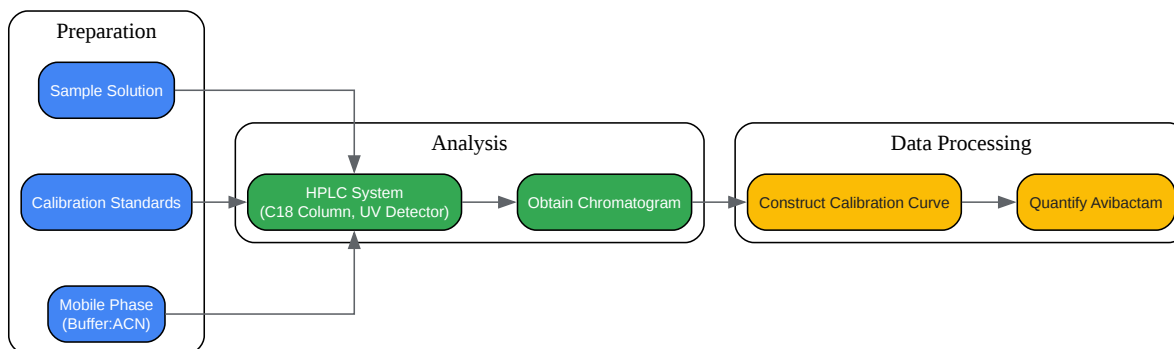 Preparation
Sample Solution
Calibration Standards
Mobile Phase
(Buffer:ACN)
Analysis
HPLC System
(C18 Column, UV Detector)
Obtain Chromatogram
Data Processing
Construct Calibration Curve
Quantify Avibactam